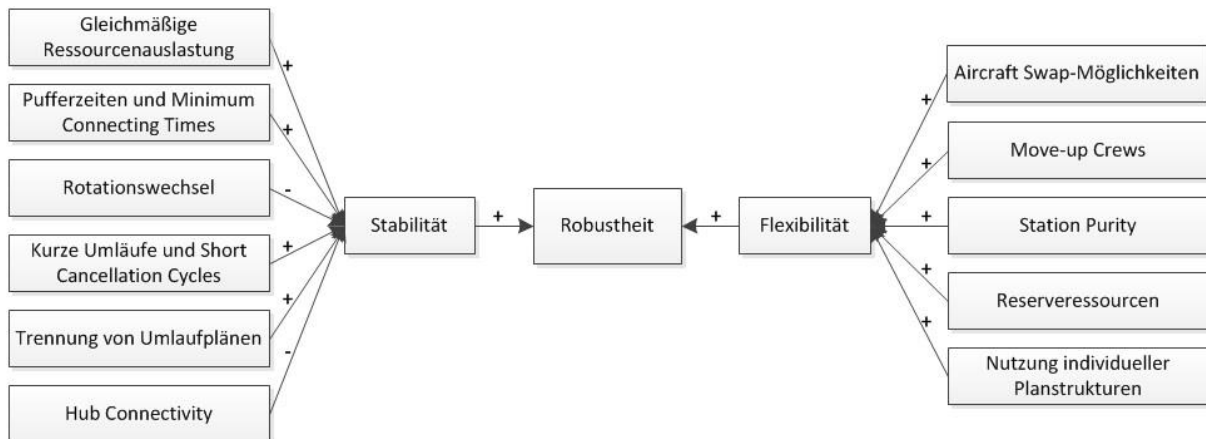 Gleichmäßige
Ressourcenauslastung
+
Pufferzeiten und Minimum
Connecting Times
+
Rotationswechsel
-
Kurze Umläufe und Short
Cancellation Cycles
+
Trennung von Umlaufplänen
+
Hub Connectivity
-
Stabilität
+
Robustheit
+
Flexibilität
Aircraft Swap-Möglichkeiten
+
Move-up Crews
+
Station Purity
+
Reserveressourcen
+
Nutzung individueller
Planstrukturen
+